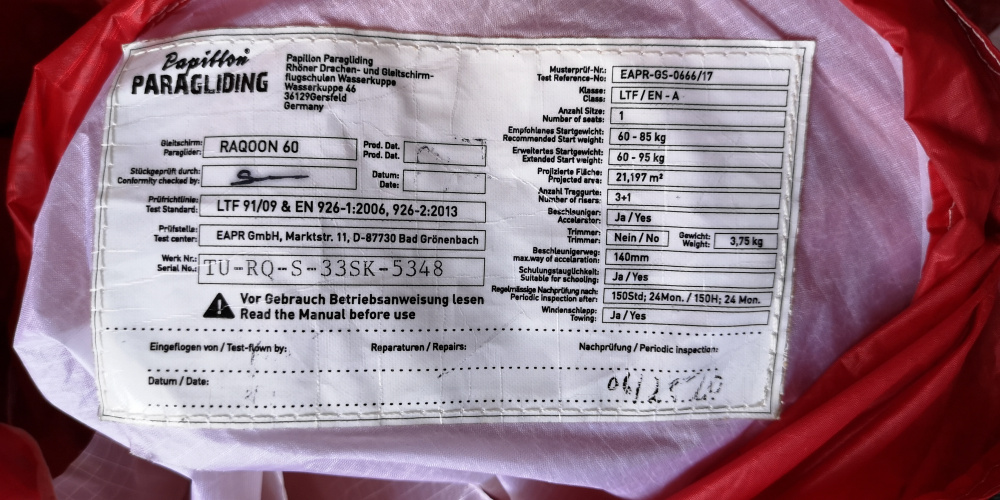 Papillon
PARAGLIDING
Papillon Paragliding
Rhöner Drachen- und Gleitschirm-
flugschulen Wasserkuppe
Wasserkuppe 46
36129Gersfeld
Germany
Gleitschirm:
Paraglider:
RAQOON 60
Prod. Dat.
Prod. Dat.
Stückgeprüft durch:
Conformity checked by:
Datum:
Date:
Prüfrichtlinie:
Test Standard:
LTF 91/09 & EN 926-1:2006, 926-2:2013
Prüfstelle:
Test center:
EAPR GmbH, Marktstr. 11, D-87730 Bad Grönenbach
Werk Nr.:
Serial No.:
TU-RQ-S-33SK-5348
Vor Gebrauch Betriebsanweisung lesen
Read the Manual before use
Musterprüf-Nr.:
Test Reference-No:
EAPR-GS-0666/17
Klasse:
Class:
LTF / EN - A
Anzahl Sitze:
Number of seats:
1
Empfohlenes Startgewicht:
Recommended Start weight:
60 - 85 kg
Erweitertes Startgewicht:
Extended Start weight:
60 - 95 kg
Projizierte Fläche:
Projected area:
21,197 m²
Anzahl Traggurte:
Number of risers:
3+1
Beschleuniger:
Accelerator:
Ja / Yes
Trimmer:
Trimmer:
Nein / No
Gewicht:
Weight:
3,75 kg
Beschleunigerweg:
max.way of accelaration:
140mm
Schulungstauglichkeit:
Suitable for schooling:
Ja / Yes
Regelmässige Nachprüfung nach:
Periodic inspection after:
150Std; 24Mon. / 150H; 24 Mon.
Windenschlepp:
Towing:
Ja / Yes
Eingeflogen von / Test-flown by:
Reparaturen / Repairs:
Nachprüfung / Periodic inspection:
Datum / Date:
06/25